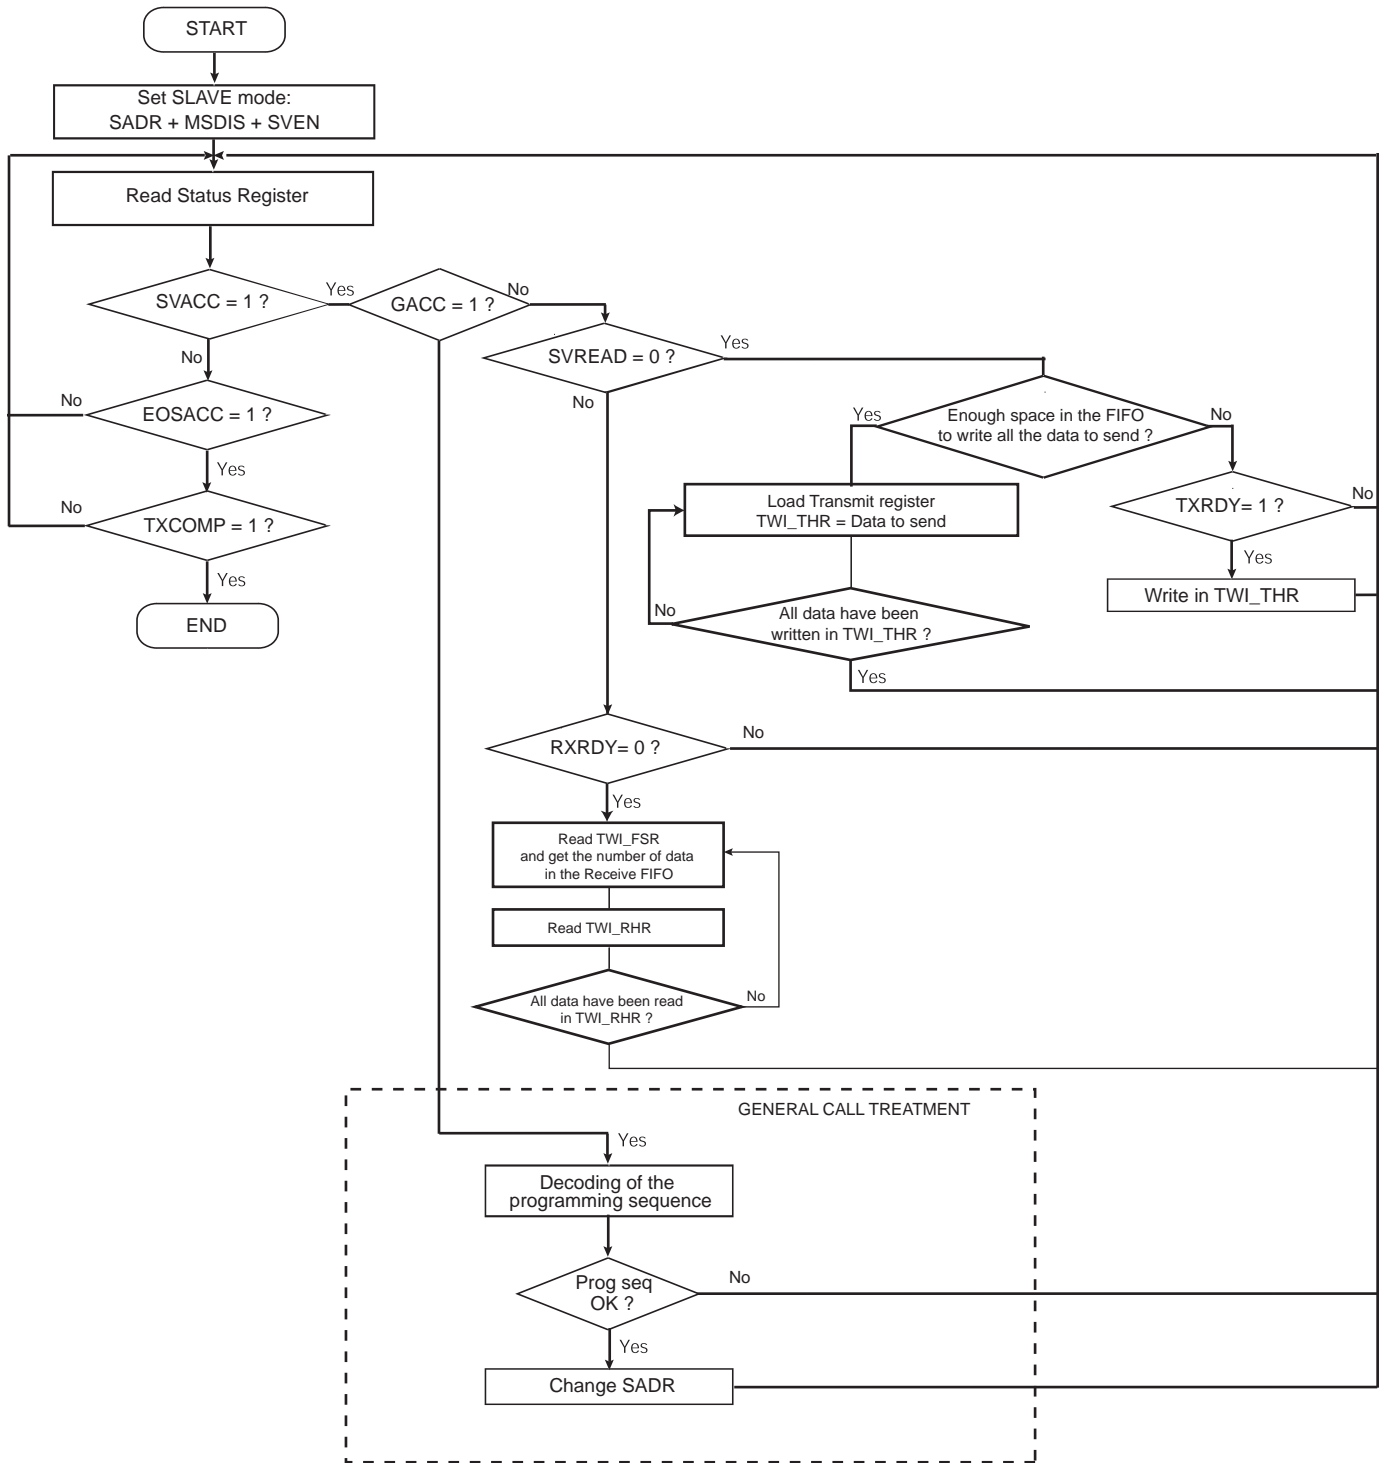 START
Set SLAVE mode:
SADR + MSDIS + SVEN
Read Status Register
SVACC = 1 ?
Yes
GACC = 1 ?
No
SVREAD = 0 ?
Yes
No
EOSACC = 1 ?
No
Yes
TXCOMP = 1 ?
No
Yes
END
No
Enough space in the FIFO
to write all the data to send ?
Yes
No
Load Transmit register
TWI_THR = Data to send
TXRDY= 1 ?
No
Yes
Write in TWI_THR
All data have been
written in TWI_THR ?
No
Yes
RXRDY= 0 ?
No
Yes
Read TWI_FSR
and get the number of data
in the Receive FIFO
Read TWI_RHR
All data have been read
in TWI_RHR ?
No
GENERAL CALL TREATMENT
Yes
Decoding of the
programming sequence
Prog seq
OK ?
No
Yes
Change SADR